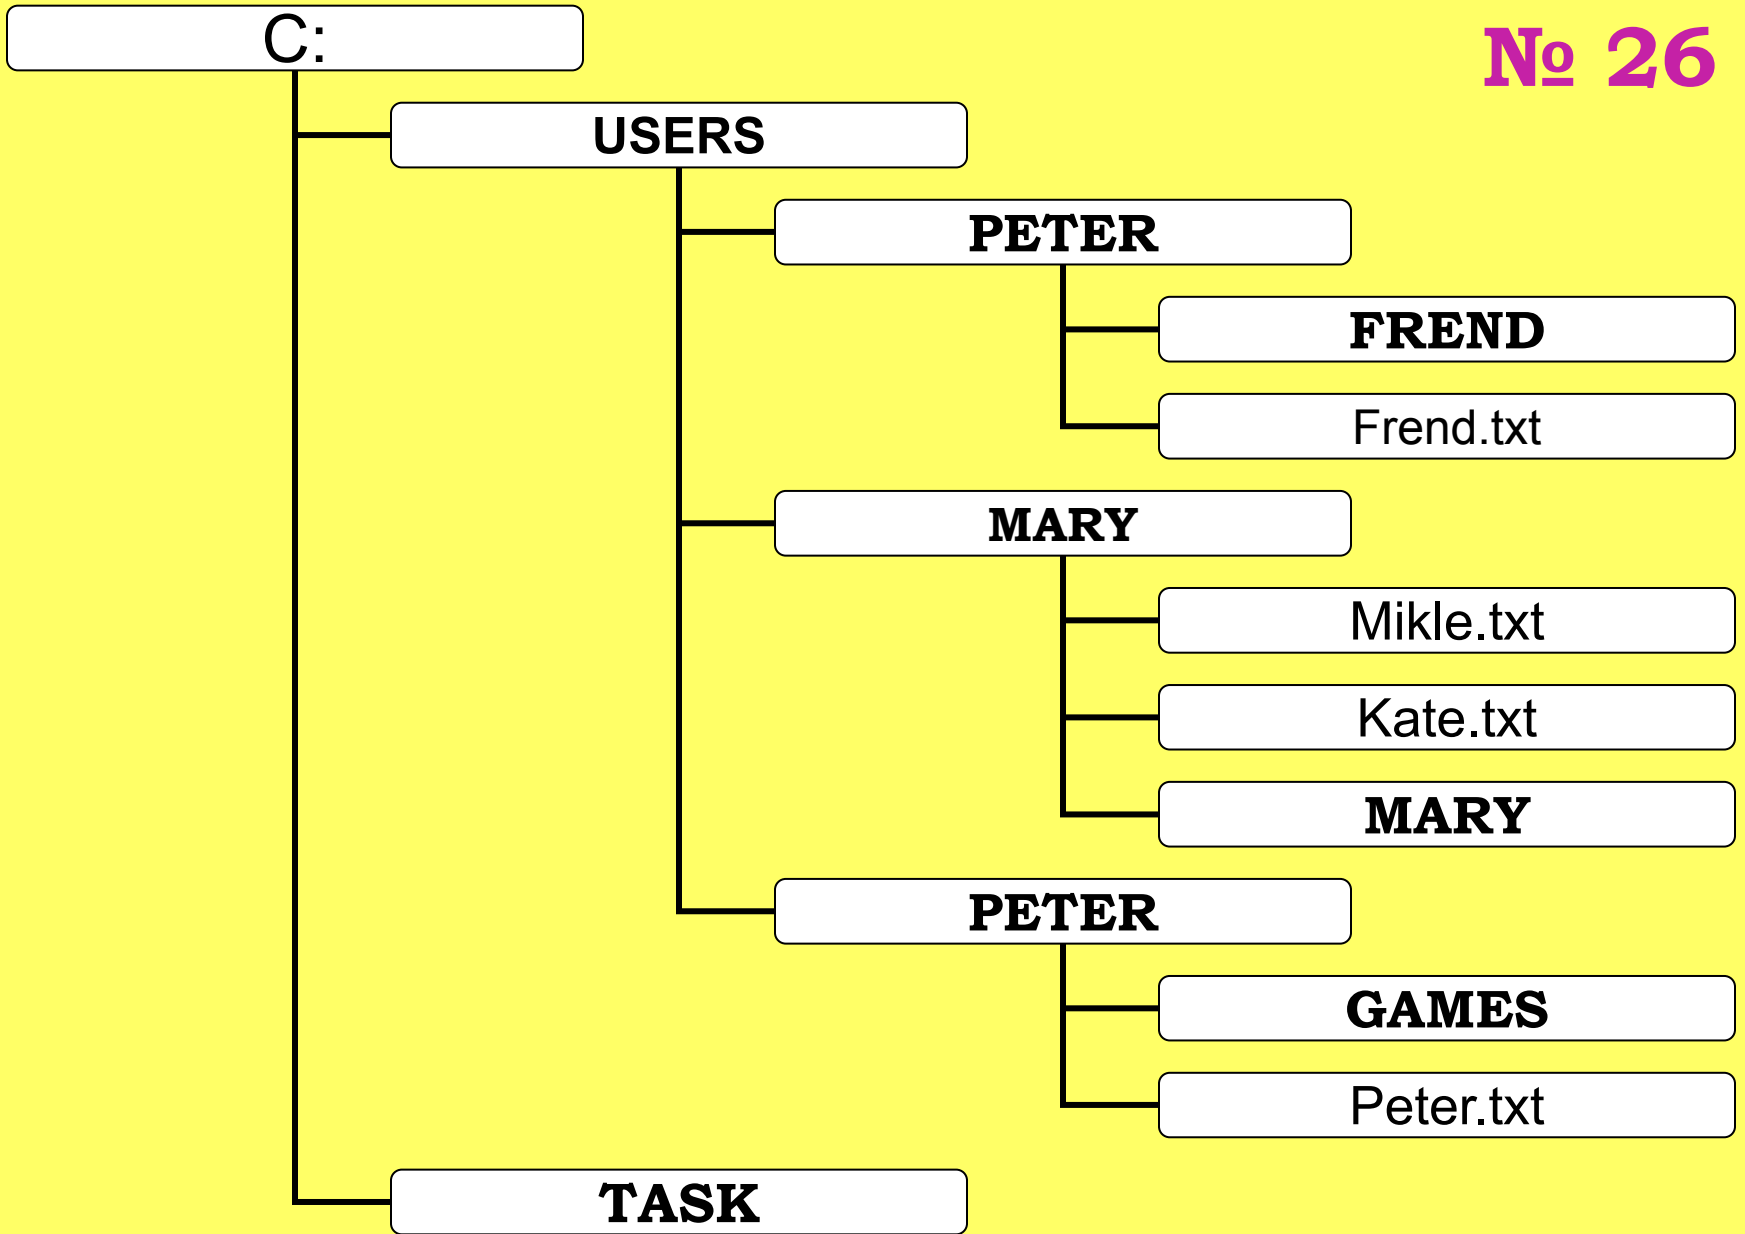 C:
№ 26
USERS
PETER
FREND
Frend.txt
MARY
Mikle.txt
Kate.txt
MARY
PETER
GAMES
Peter.txt
TASK